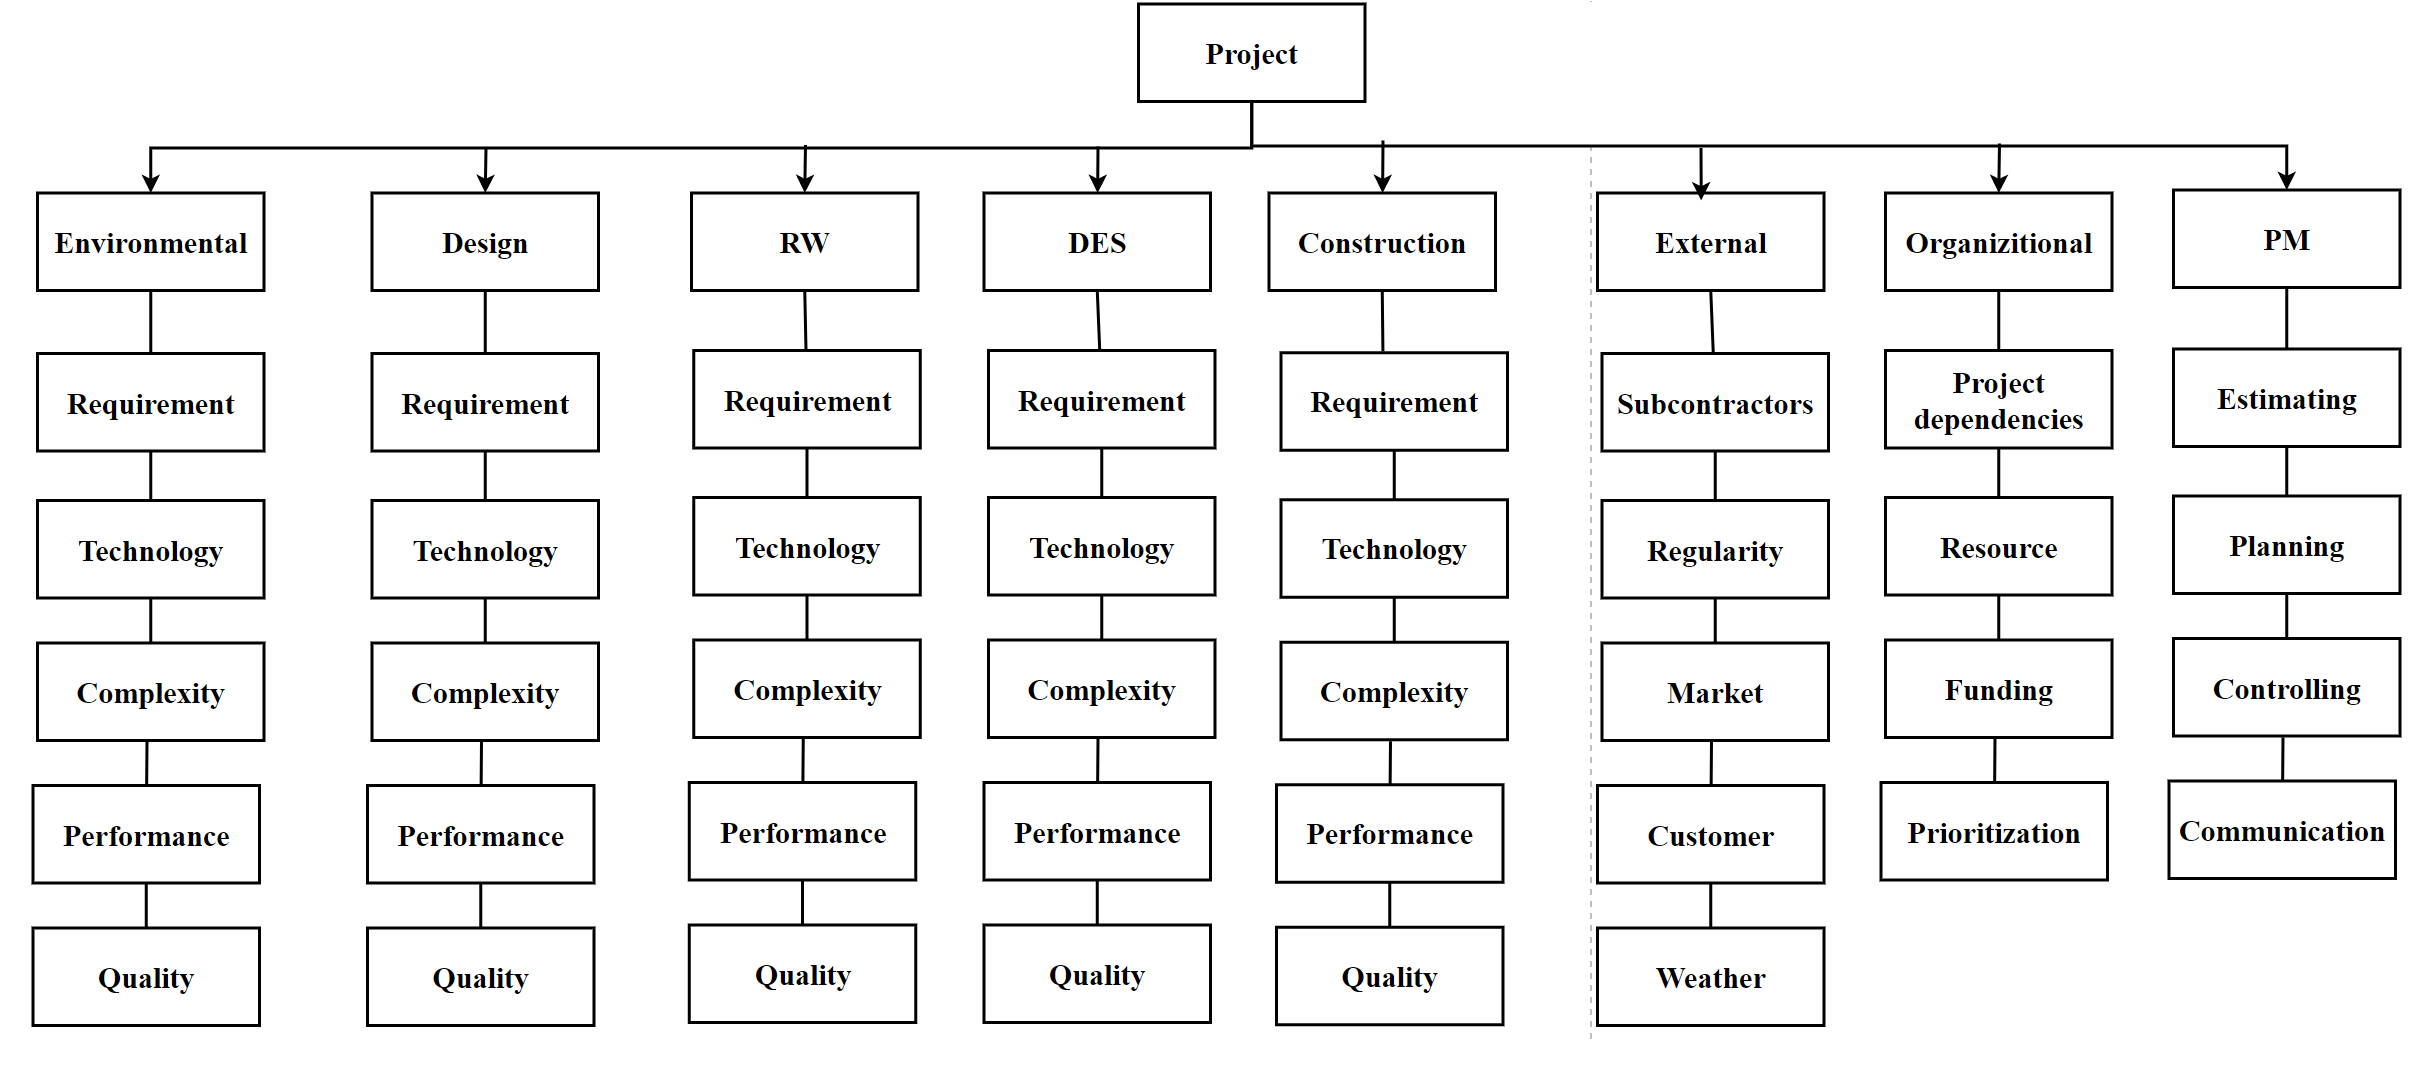 Project
Environmental
Design
RW
DES
Construction
External
Organizitional
PM
Requirement
Requirement
Requirement
Requirement
Requirement
Subcontractors
Project
dependencies
Estimating
Technology
Technology
Technology
Technology
Technology
Regularity
Resource
Planning
Complexity
Complexity
Complexity
Complexity
Complexity
Market
Funding
Controlling
Performance
Performance
Performance
Performance
Performance
Customer
Prioritization
Communication
Quality
Quality
Quality
Quality
Quality
Weather